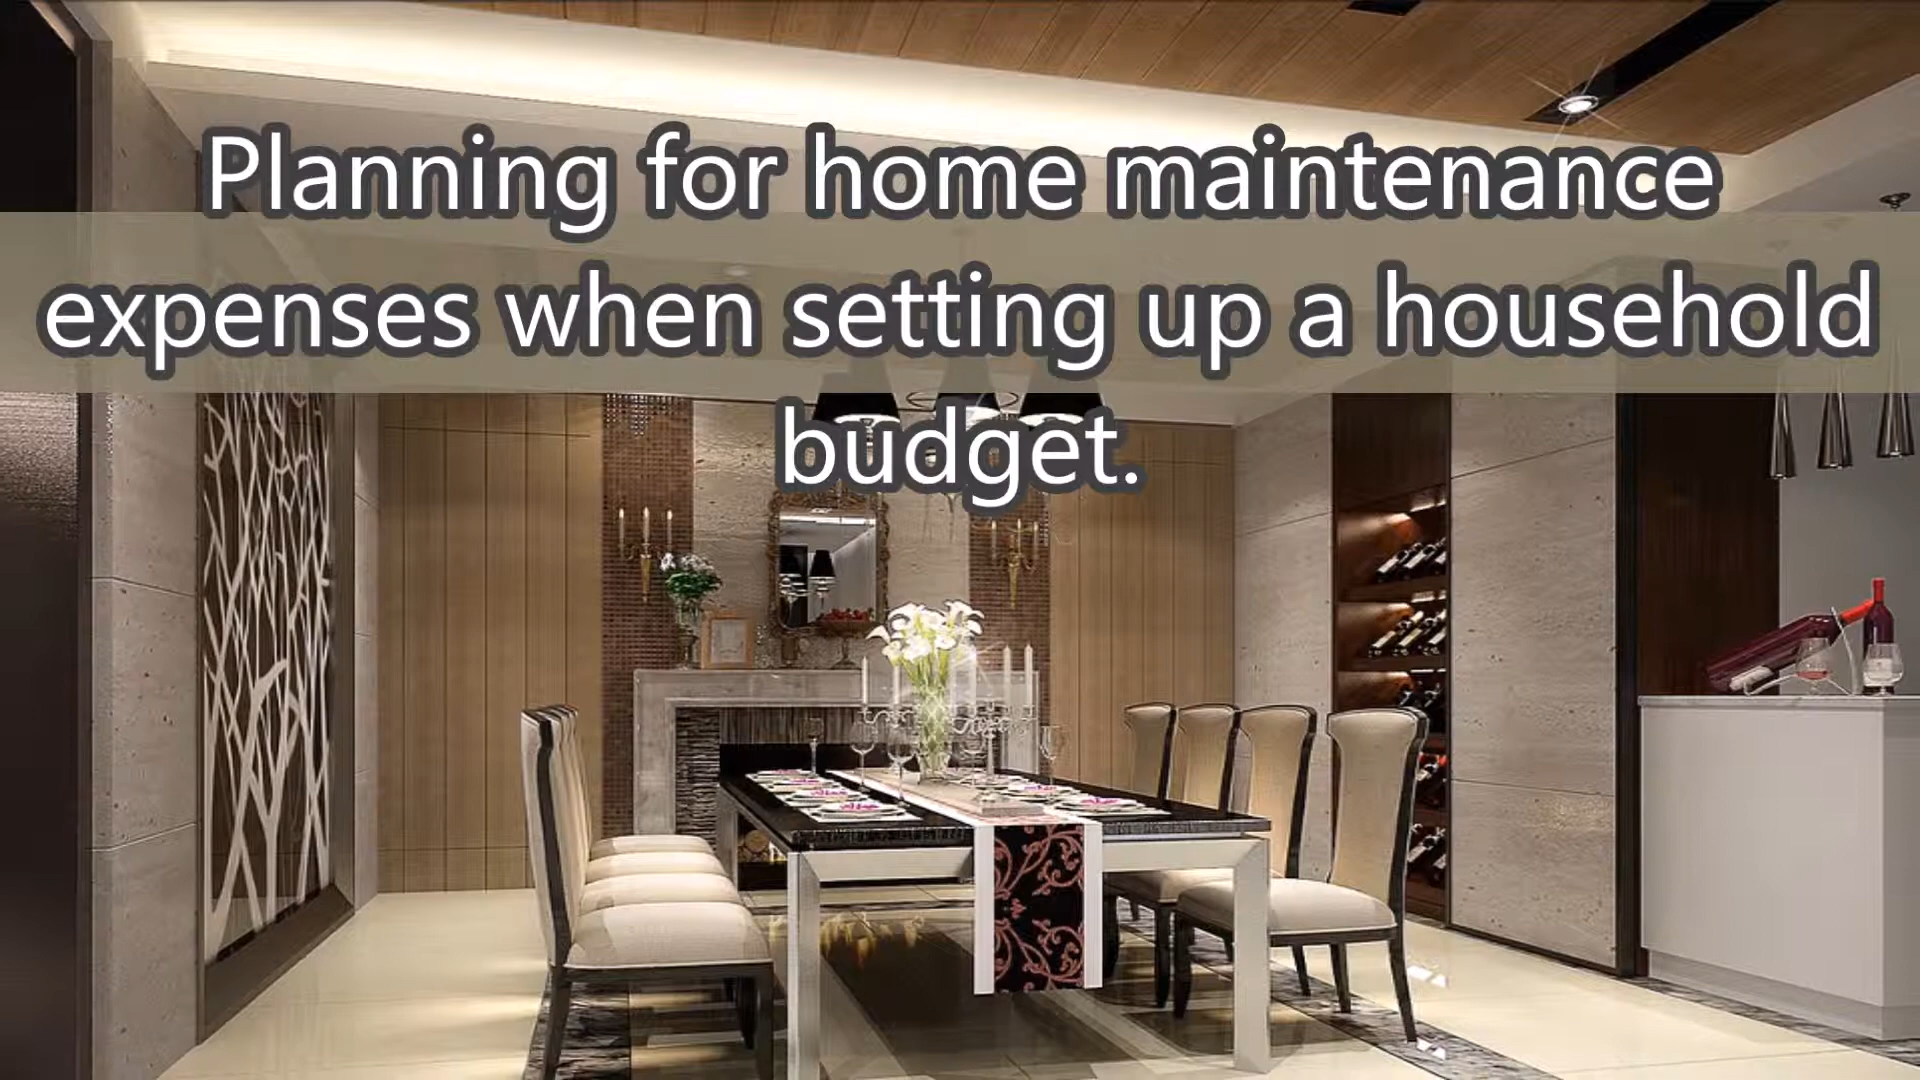 Planning for home maintenance
expenses when setting up a household
budget.